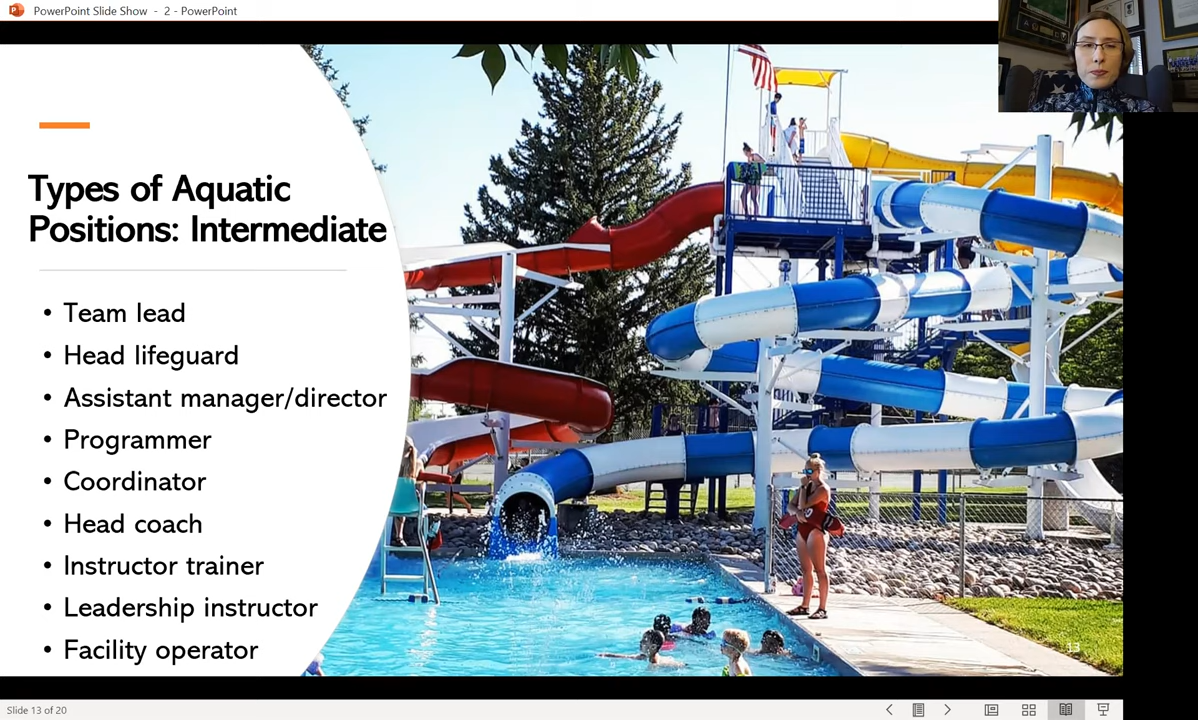 PowerPoint Slide Show - 2 - PowerPoint
Types of Aquatic
Positions: Intermediate
• Team lead
• Head lifeguard
• Assistant manager/director
• Programmer
• Coordinator
• Head coach
• Instructor trainer
• Leadership instructor
• Facility operator
13
Slide 13 of 20